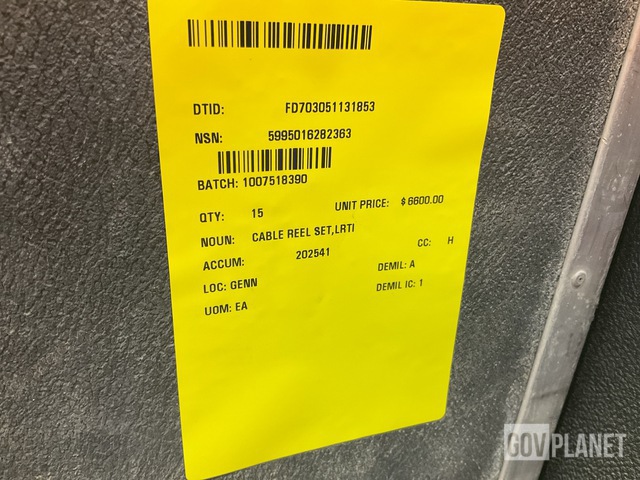 DTID: FD703051131853
NSN: 5995016282363
BATCH: 1007518390
QTY: 15 UNIT PRICE: $ 6600.00
NOUN: CABLE REEL SET,LRTI
ACCUM: 202541 CC: H
LOC: GENN DEMIL: A
UOM: EA DEMIL IC: 1
GOVPLANET